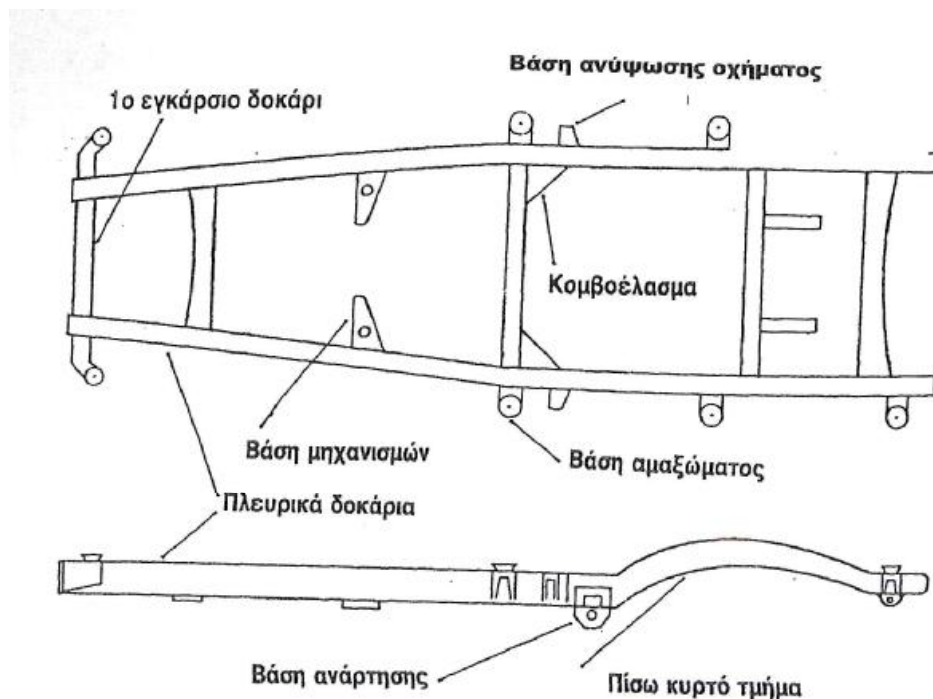 Βάση ανύψωσης οχήματος
1ο εγκάρσιο δοκάρι
Κομβοέλασμα
Βάση μηχανισμών
Βάση αμαξώματος
Πλευρικά δοκάρια
Βάση ανάρτησης
Πίσω κυρτό τμήμα